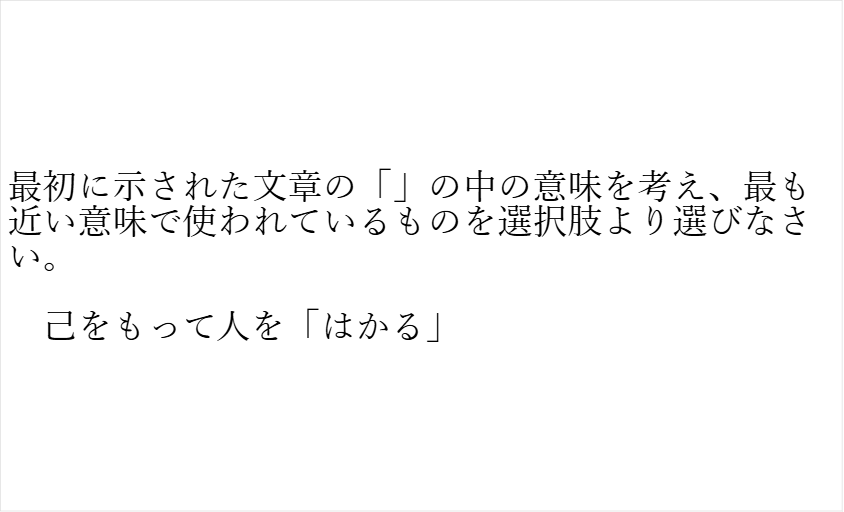 最初に示された文章の「」の中の意味を考え、最も
近い意味で使われているものを選択肢より選びなさ
い。
己をもって人を「はかる」